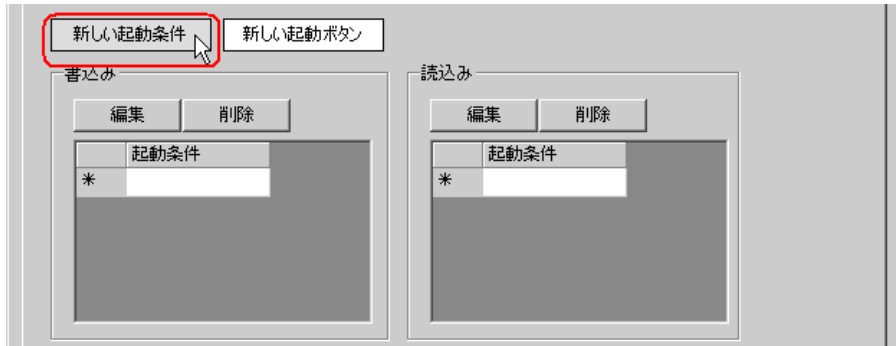 新しい起動条件 新しい起動ボタン
書込み 読込み
編集 削除 編集 削除
起動条件 起動条件
* *